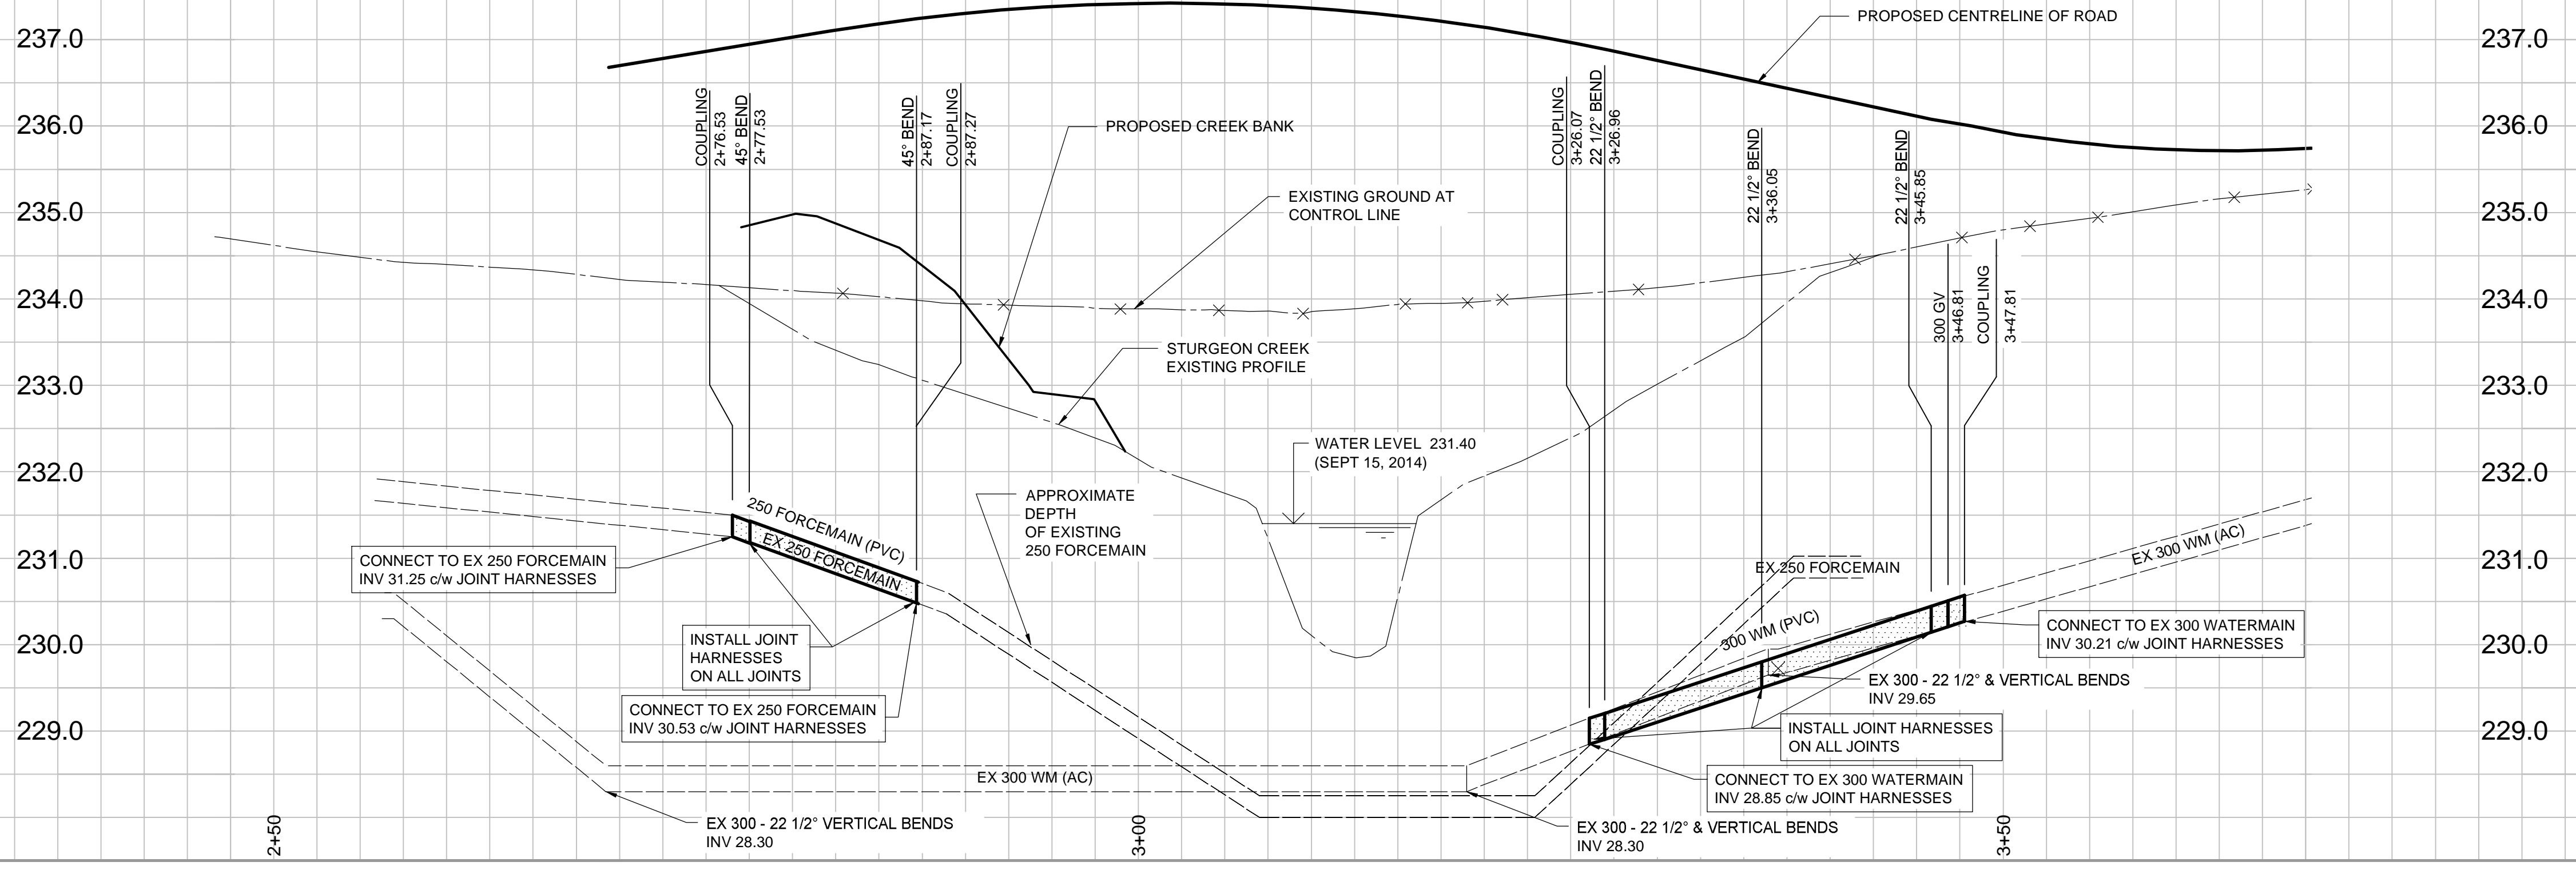 237.0
236.0
235.0
234.0
233.0
232.0
231.0
230.0
229.0
237.0
236.0
235.0
234.0
233.0
232.0
231.0
230.0
229.0
PROPOSED CENTRELINE OF ROAD
COUPLING
2+76.53
45° BEND
2+77.53
45° BEND
2+87.17
COUPLING
2+87.27
PROPOSED CREEK BANK
EXISTING GROUND AT
CONTROL LINE
STURGEON CREEK
EXISTING PROFILE
COUPLING
3+26.07
22 1/2° BEND
3+26.96
22 1/2° BEND
3+36.05
22 1/2° BEND
3+45.85
300 GV
3+46.81
COUPLING
3+47.81
WATER LEVEL 231.40
(SEPT 15, 2014)
APPROXIMATE
DEPTH
OF EXISTING
250 FORCEMAIN
250 FORCEMAIN (PVC)
EX 250 FORCEMAIN
CONNECT TO EX 250 FORCEMAIN
INV 31.25 c/w JOINT HARNESSES
INSTALL JOINT
HARNESSES
ON ALL JOINTS
CONNECT TO EX 250 FORCEMAIN
INV 30.53 c/w JOINT HARNESSES
EX 300 WM (AC)
EX 300 - 22 1/2° VERTICAL BENDS
INV 28.30
EX 250 FORCEMAIN
300 WM (PVC)
EX 300 WM (AC)
CONNECT TO EX 300 WATERMAIN
INV 30.21 c/w JOINT HARNESSES
EX 300 - 22 1/2° & VERTICAL BENDS
INV 29.65
INSTALL JOINT HARNESSES
ON ALL JOINTS
CONNECT TO EX 300 WATERMAIN
INV 28.85 c/w JOINT HARNESSES
EX 300 - 22 1/2° & VERTICAL BENDS
INV 28.30
2+50
3+00
3+50